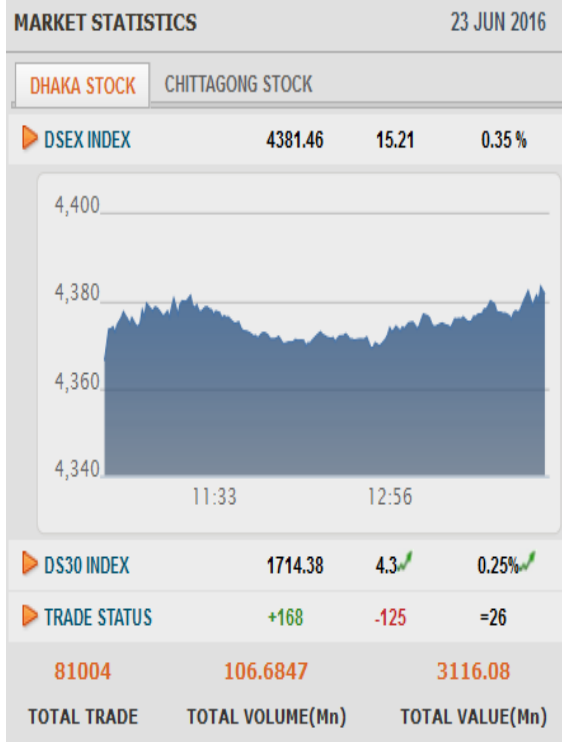 MARKET STATISTICS 23 JUN 2016
DHAKA STOCK CHITTAGONG STOCK
DSEX INDEX 4381.46 15.21 0.35 %
4,400
4,380
4,360
4,340
11:33 12:56
DS30 INDEX 1714.38 4.3 0.25%
TRADE STATUS +168 -125 =26
81004 106.6847 3116.08
TOTAL TRADE TOTAL VOLUME(Mn) TOTAL VALUE(Mn)